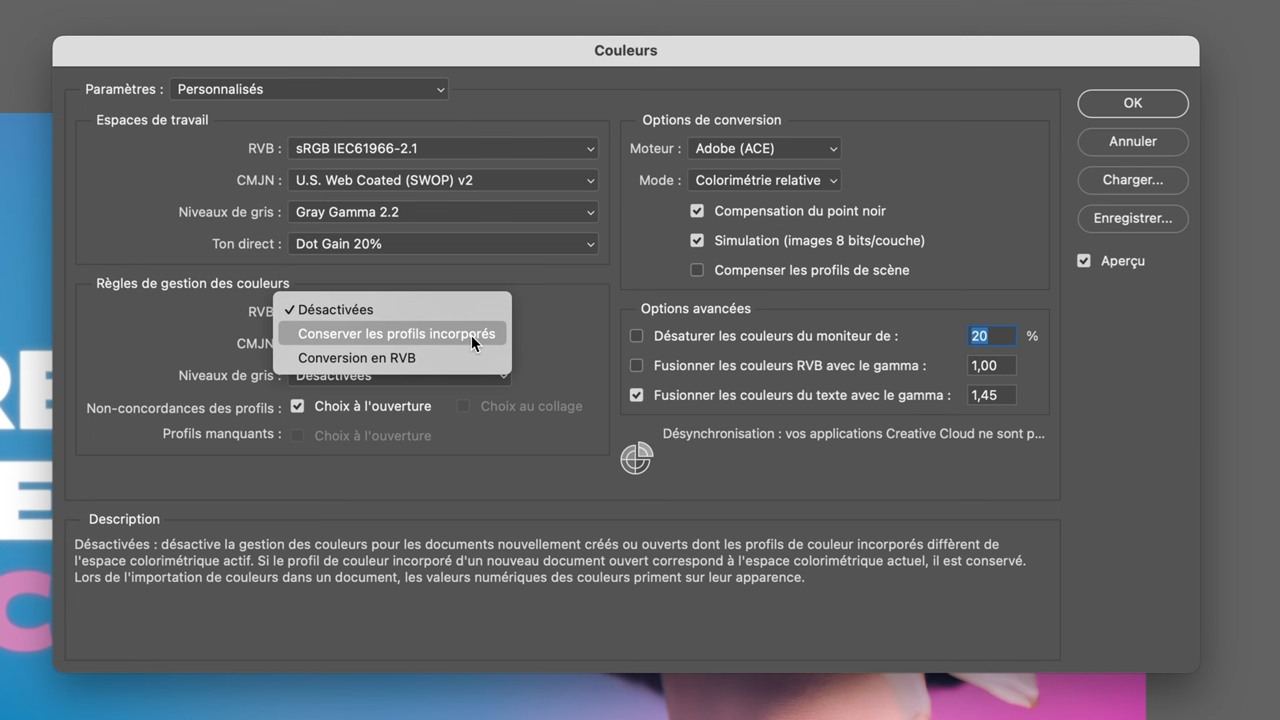 Couleurs
Paramètres : Personnalisés
Espaces de travail
RVB : sRGB IEC61966-2.1
CMJN : U.S. Web Coated (SWOP) v2
Niveaux de gris : Gray Gamma 2.2
Ton direct : Dot Gain 20%
Règles de gestion des couleurs
RVB
✓ Désactivées
Conserver les profils incorporés
CMJN
Conversion en RVB
Niveaux de gris : Désactivées
Non-concordances des profils : Choix à l'ouverture Choix au collage
Profils manquants : Choix à l'ouverture
Options de conversion
Moteur : Adobe (ACE)
Mode : Colorimétrie relative
Compensation du point noir
Simulation (images 8 bits/couche)
Compenser les profils de scène
Options avancées
Désaturer les couleurs du moniteur de : 20 %
Fusionner les couleurs RVB avec le gamma : 1,00
Fusionner les couleurs du texte avec le gamma : 1,45
Désynchronisation : vos applications Creative Cloud ne sont p...
OK
Annuler
Charger...
Enregistrer...
Aperçu
Description
Désactivées : désactive la gestion des couleurs pour les documents nouvellement créés ou ouverts dont les profils de couleur incorporés diffèrent de
l'espace colorimétrique actif. Si le profil de couleur incorporé d'un nouveau document ouvert correspond à l'espace colorimétrique actuel, il est conservé.
Lors de l'importation de couleurs dans un document, les valeurs numériques des couleurs priment sur leur apparence.
RE
E
C